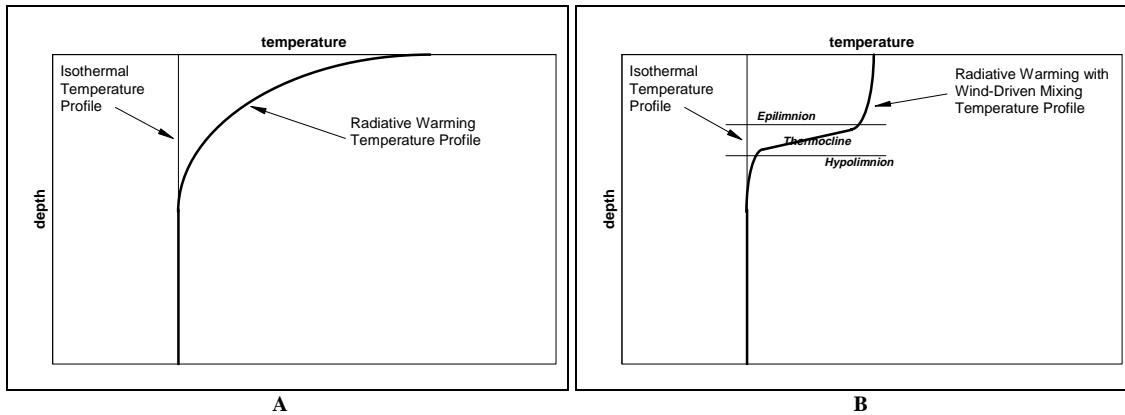 temperature
Isothermal
Temperature
Profile
Radiative Warming
Temperature Profile
depth
A
temperature
Isothermal
Temperature
Profile
Radiative Warming with
Wind-Driven Mixing
Temperature Profile
Epilimnion
Thermocline
Hypolimnion
depth
B